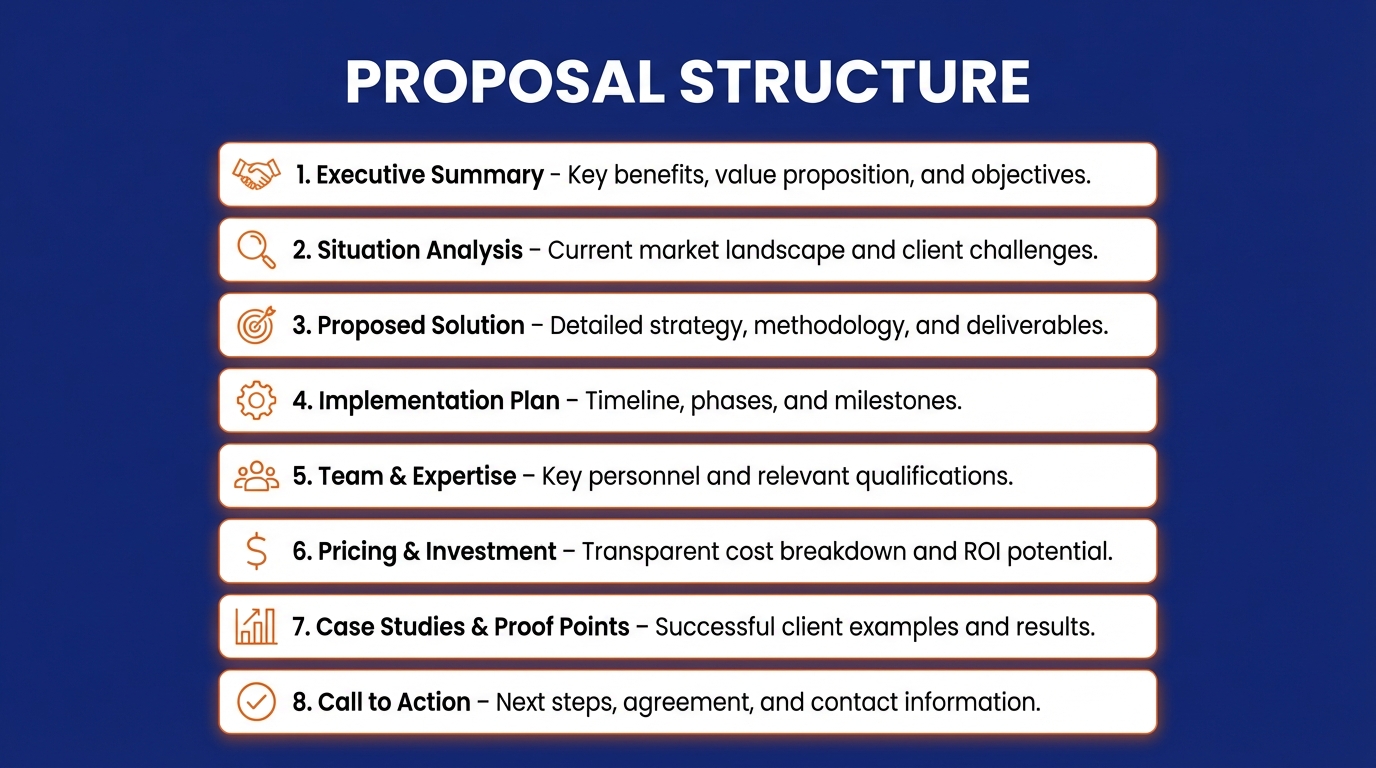 PROPOSAL STRUCTURE
1. Executive Summary – Key benefits, value proposition, and objectives.
2. Situation Analysis – Current market landscape and client challenges.
3. Proposed Solution – Detailed strategy, methodology, and deliverables.
4. Implementation Plan – Timeline, phases, and milestones.
5. Team & Expertise – Key personnel and relevant qualifications.
6. Pricing & Investment – Transparent cost breakdown and ROI potential.
7. Case Studies & Proof Points – Successful client examples and results.
8. Call to Action – Next steps, agreement, and contact information.